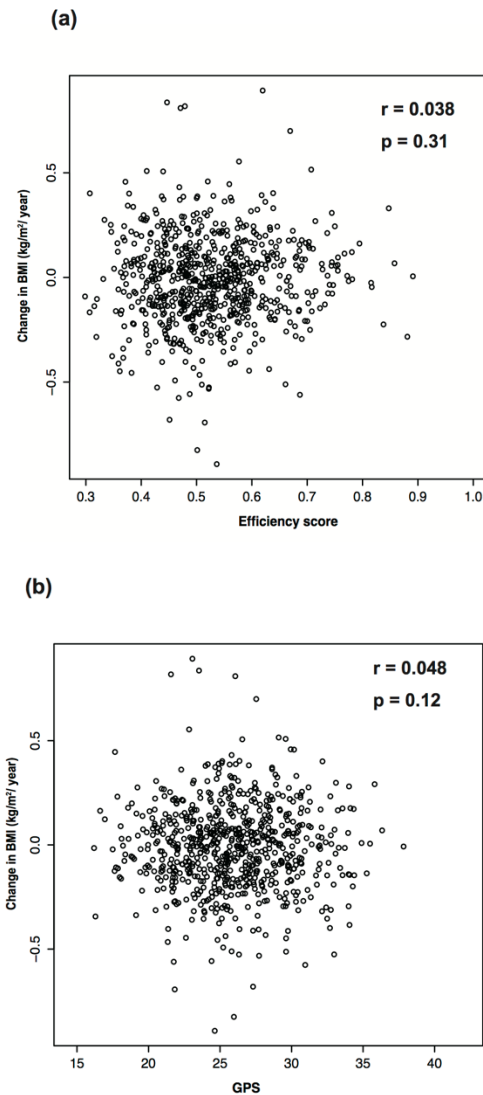 (a)
r = 0.038
p = 0.31
Change in BMI (kg/m²/ year)
0.5
0.0
−0.5
0.3 0.4 0.5 0.6 0.7 0.8 0.9 1.0
Efficiency score
(b)
r = 0.048
p = 0.12
Change in BMI (kg/m²/ year)
0.5
0.0
−0.5
15 20 25 30 35 40
GPS